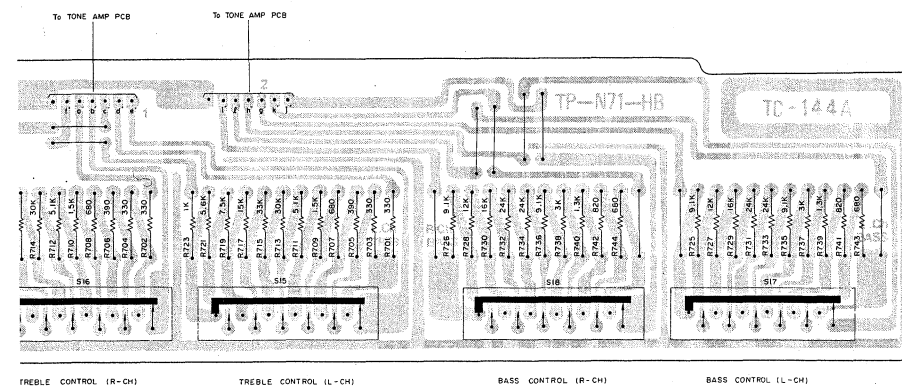 To TONE AMP PCB
To TONE AMP PCB
2
1
TP-N71-HB
TC-144A
30K 5.1K 1.5K 680 390 330 330
R714 R712 R710 R708 R706 R704 R702
1K 5.6K 7.5K 15K 33K 30K 5.1K 1.5K 680 390 330 330
R723 R721 R719 R717 R715 R713 R711 R709 R707 R705 R703 R701
9.1K 12K 16K 24K 24K 9.1K 3K 1.3K 820 680
R726 R728 R730 R732 R734 R736 R738 R740 R742 R744
9.1K 12K 16K 24K 24K 9.1K 3K 1.3K 820 680
R725 R727 R729 R731 R733 R735 R737 R739 R741 R743
BASS
S16
S15
S18
S17
TREBLE CONTROL (R-CH)
TREBLE CONTROL (L-CH)
BASS CONTROL (R-CH)
BASS CONTROL (L-CH)